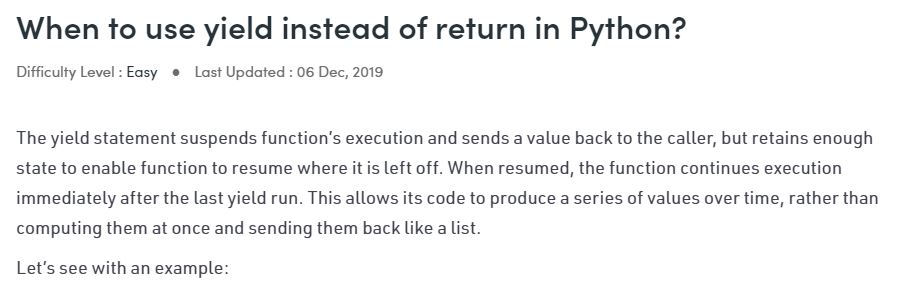 When to use yield instead of return in Python?
Difficulty Level : Easy ● Last Updated : 06 Dec, 2019
The yield statement suspends function’s execution and sends a value back to the caller, but retains enough
state to enable function to resume where it is left off. When resumed, the function continues execution
immediately after the last yield run. This allows its code to produce a series of values over time, rather than
computing them at once and sending them back like a list.
Let’s see with an example: